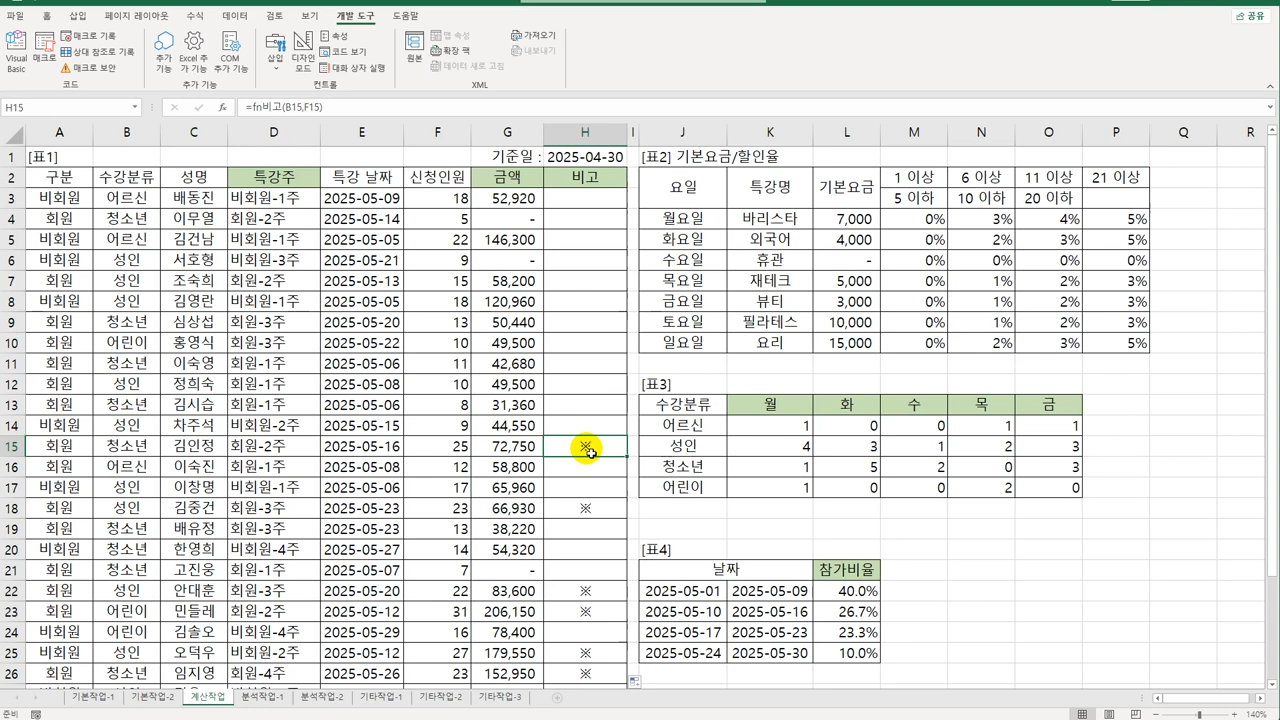 파일 홈 삽입 페이지 레이아웃 수식 데이터 검토 보기 개발 도구 도움말 공유
Visual Basic
매크로
매크로 기록
상대 참조로 기록
매크로 보안
코드
추가 기능
Excel 추가 기능
COM 추가 기능
추가 기능
삽입
디자인 모드
속성
코드 보기
대화 상자 실행
컨트롤
원본
맵 속성
확장 팩
데이터 새로 고침
가져오기
내보내기
XML
H15 fx =fn비고(B15,F15)
A B C D E F G H I J K L M N O P Q R
1 [표1] 기준일 : 2025-04-30 [표2] 기본요금/할인율
2 구분 수강분류 성명 특강주 특강 날짜 신청인원 금액 비고 요일 특강명 기본요금 1 이상 6 이상 11 이상 21 이상
3 비회원 어르신 배동진 비회원-1주 2025-05-09 18 52,920 5 이하 10 이하 20 이하
4 회원 청소년 이무열 회원-2주 2025-05-14 5 - 월요일 바리스타 7,000 0% 3% 4% 5%
5 비회원 어르신 김건남 비회원-1주 2025-05-05 22 146,300 화요일 외국어 4,000 0% 2% 3% 5%
6 비회원 성인 서호형 비회원-3주 2025-05-21 9 - 수요일 휴관 - 0% 0% 0% 0%
7 회원 성인 조숙희 회원-2주 2025-05-13 15 58,200 목요일 재테크 5,000 0% 1% 2% 3%
8 비회원 성인 김영란 비회원-1주 2025-05-05 18 120,960 금요일 뷰티 3,000 0% 1% 2% 3%
9 회원 청소년 심상섭 회원-3주 2025-05-20 13 50,440 토요일 필라테스 10,000 0% 1% 2% 3%
10 회원 어린이 홍영식 회원-3주 2025-05-22 10 49,500 일요일 요리 15,000 0% 2% 3% 5%
11 회원 청소년 이숙영 회원-1주 2025-05-06 11 42,680
12 회원 성인 정희숙 회원-1주 2025-05-08 10 49,500 [표3]
13 회원 청소년 김시습 회원-1주 2025-05-06 8 31,360 수강분류 월 화 수 목 금
14 비회원 성인 차주석 비회원-2주 2025-05-15 9 44,550 어르신 1 0 0 1 1
15 회원 청소년 김인정 회원-2주 2025-05-16 25 72,750 ※ 성인 4 3 1 2 3
16 회원 어르신 이숙진 회원-1주 2025-05-08 12 58,800 청소년 1 5 2 0 3
17 비회원 성인 이창명 비회원-1주 2025-05-06 17 65,960 어린이 1 0 0 2 0
18 회원 성인 김중건 회원-3주 2025-05-23 23 66,930 ※
19 회원 청소년 배유정 회원-3주 2025-05-23 13 38,220
20 비회원 청소년 한영희 비회원-4주 2025-05-27 14 54,320 [표4]
21 회원 청소년 고진웅 회원-1주 2025-05-07 7 - 날짜 참가비율
22 회원 성인 안대훈 회원-3주 2025-05-20 22 83,600 ※ 2025-05-01 2025-05-09 40.0%
23 회원 어린이 민들레 회원-2주 2025-05-12 31 206,150 ※ 2025-05-10 2025-05-16 26.7%
24 비회원 어린이 김솔오 비회원-4주 2025-05-29 16 78,400 2025-05-17 2025-05-23 23.3%
25 비회원 성인 오덕우 비회원-2주 2025-05-12 27 179,550 ※ 2025-05-24 2025-05-30 10.0%
26 회원 청소년 임지영 회원-4주 2025-05-26 23 152,950 ※
기본작업-1 기본작업-2 계산작업 분석작업-1 분석작업-2 기타작업-1 기타작업-2 기타작업-3
준비 140%